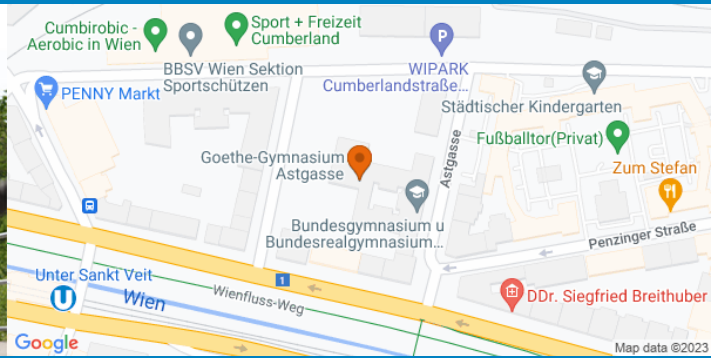 Cumbirobic -
Aerobic in Wien
Sport + Freizeit
Cumberland
P
BBSV Wien Sektion
Sportschützen
WIPARK
Cumberlandstraße...
PENNY Markt
Städtischer Kindergarten
Fußballtor(Privat)
Goethe-Gymnasium
Astgasse
Astgasse
Zum Stefan
Bundesgymnasium u
Bundesrealgymnasium...
Penzinger Straße
Unter Sankt Veit
U
Wien
1
Wienfluss-Weg
DDr. Siegfried Breithuber
Google
Map data ©2023